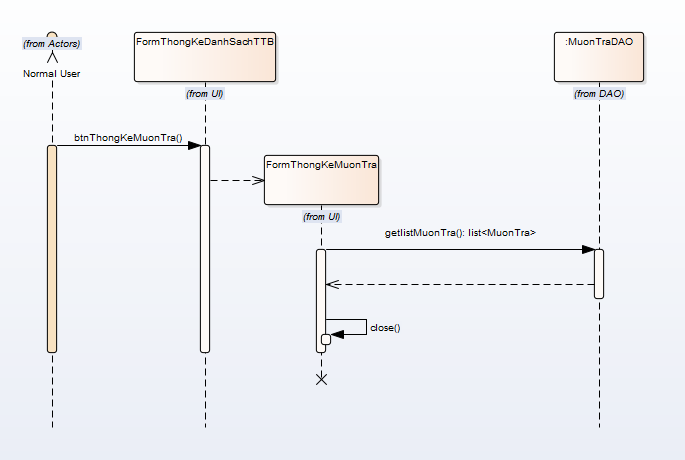 (from Actors)
Normal User
FormThongKeDanhSachTTB
(from UI)
:MuonTraDAO
(from DAO)
btnThongKeMuonTra()
FormThongKeMuonTra
(from UI)
getlistMuonTra(): list<MuonTra>
close()